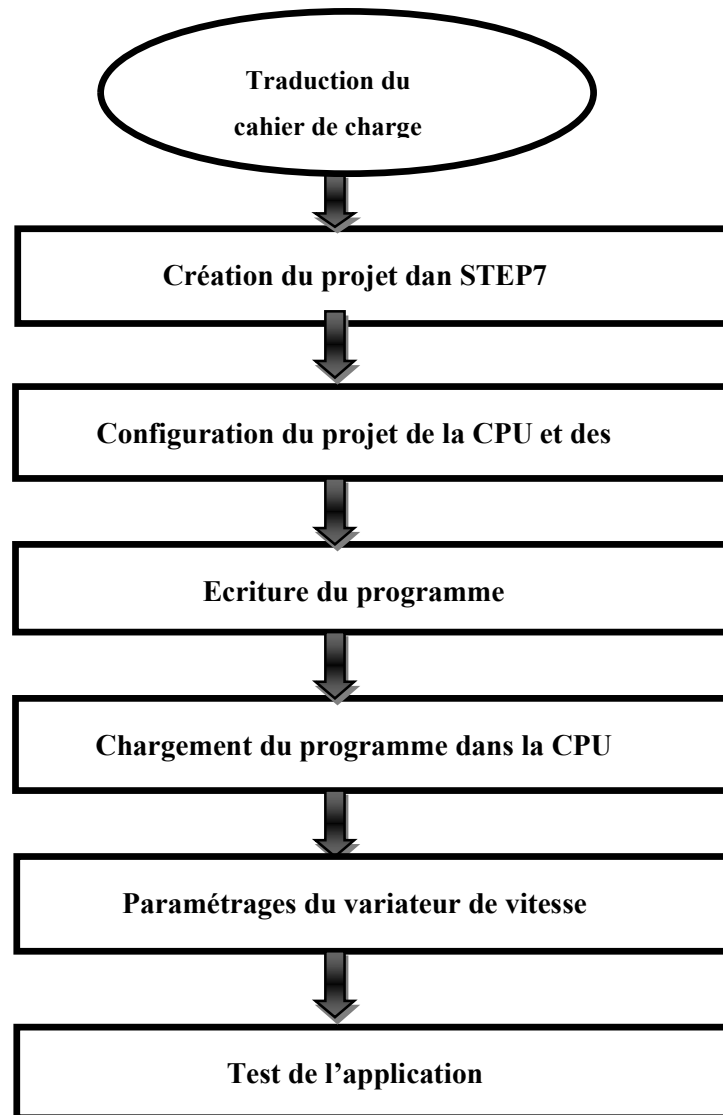 Traduction du
cahier de charge
Création du projet dan STEP7
Configuration du projet de la CPU et des
Ecriture du programme
Chargement du programme dans la CPU
Paramétrages du variateur de vitesse
Test de l’application